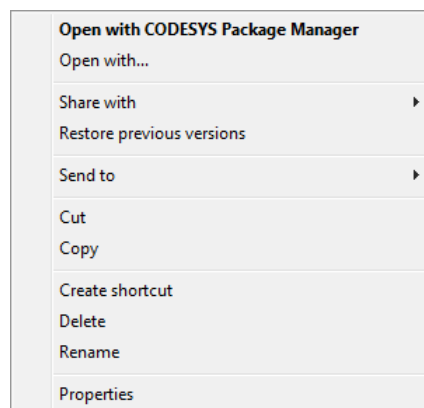 Open with CODESYS Package Manager
Open with...
Share with
Restore previous versions
Send to
Cut
Copy
Create shortcut
Delete
Rename
Properties